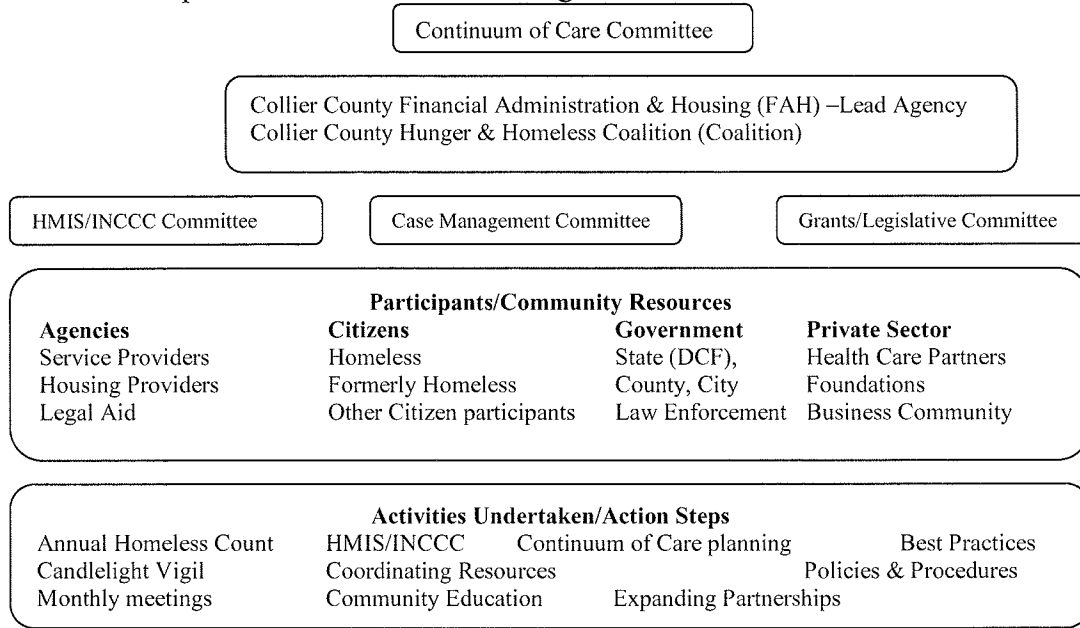 Continuum of Care Committee
Collier County Financial Administration & Housing (FAH) –Lead Agency
Collier County Hunger & Homeless Coalition (Coalition)
HMIS/INCCC Committee
Case Management Committee
Grants/Legislative Committee
Participants/Community Resources
Agencies Citizens Government Private Sector
Service Providers Homeless State (DCF), Health Care Partners
Housing Providers Formerly Homeless County, City Foundations
Legal Aid Other Citizen participants Law Enforcement Business Community
Activities Undertaken/Action Steps
Annual Homeless Count HMIS/INCCC Continuum of Care planning Best Practices
Candlelight Vigil Coordinating Resources Policies & Procedures
Monthly meetings Community Education Expanding Partnerships